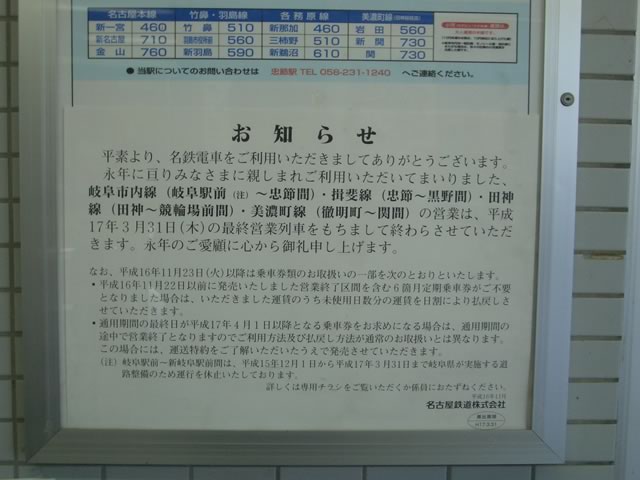 名古屋本線 竹鼻・羽島線 各務原線 美濃町線
新一宮 460 竹鼻 510 新那加 460 岩田 560
新名古屋 710 560 三柿野 510 新関 730
金山 760 新羽島 590 新鵜沼 610 関 730
● 当駅についてのお問い合わせは 忠節駅 TEL 058-231-1240 へご連絡ください。
お知らせ
平素より、名鉄電車をご利用いただきましてありがとうございます。
永年に亘りみなさまに親しまれご利用いただいてまいりました、
岐阜市内線（岐阜駅前（注）～忠節間）・揖斐線（忠節～黒野間）・田神
線（田神～競輪場前間）・美濃町線（徹明町～関間）の営業は、平成
17年３月31日（木）の最終営業列車をもちまして終わらさせていただ
きます。永年のご愛顧に心から御礼申し上げます。
なお、平成16年11月23日（火）以降は乗車券類のお取扱いの一部を次のとおりといたします。
・平成16年11月22日以前に発売いたしました営業終了区間を含む６箇月定期乗車券がご不要
となりました場合は、いただきました運賃のうち未使用日数分の運賃を日割により払戻しさ
せていただきます。
・通用期間の最終日が平成17年４月１日以降となる乗車券をお求めになる場合は、通用期間の
途中で営業終了となりますのでご利用方法及び払戻し方法が通常のお取扱いとは異なります。
この場合には、運送特約をご了解いただいたうえで発売させていただきます。
（注）岐阜駅前～新岐阜駅前間は、平成15年12月１日から平成17年３月31日まで岐阜県が実施する道
路整備のため運行を休止いたしております。
詳しくは専用チラシをご覧いただくか係員におたずねください。
平成16年11月
名古屋鉄道株式会社
H17.3.31